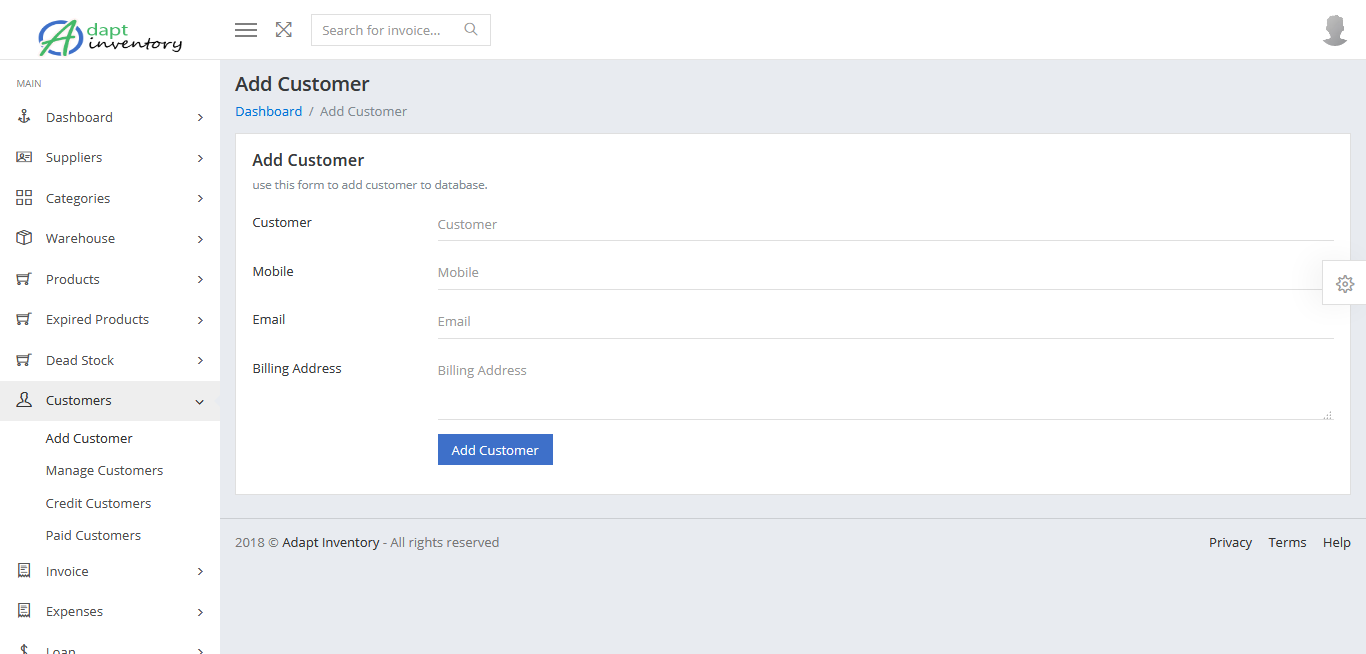 Adapt
inventory
Search for invoice...
MAIN
Dashboard
Suppliers
Categories
Warehouse
Products
Expired Products
Dead Stock
Customers
Add Customer
Manage Customers
Credit Customers
Paid Customers
Invoice
Expenses
Loan
Add Customer
Dashboard / Add Customer
Add Customer
use this form to add customer to database.
Customer
Customer
Mobile
Mobile
Email
Email
Billing Address
Billing Address
Add Customer
2018 © Adapt Inventory - All rights reserved
Privacy Terms Help